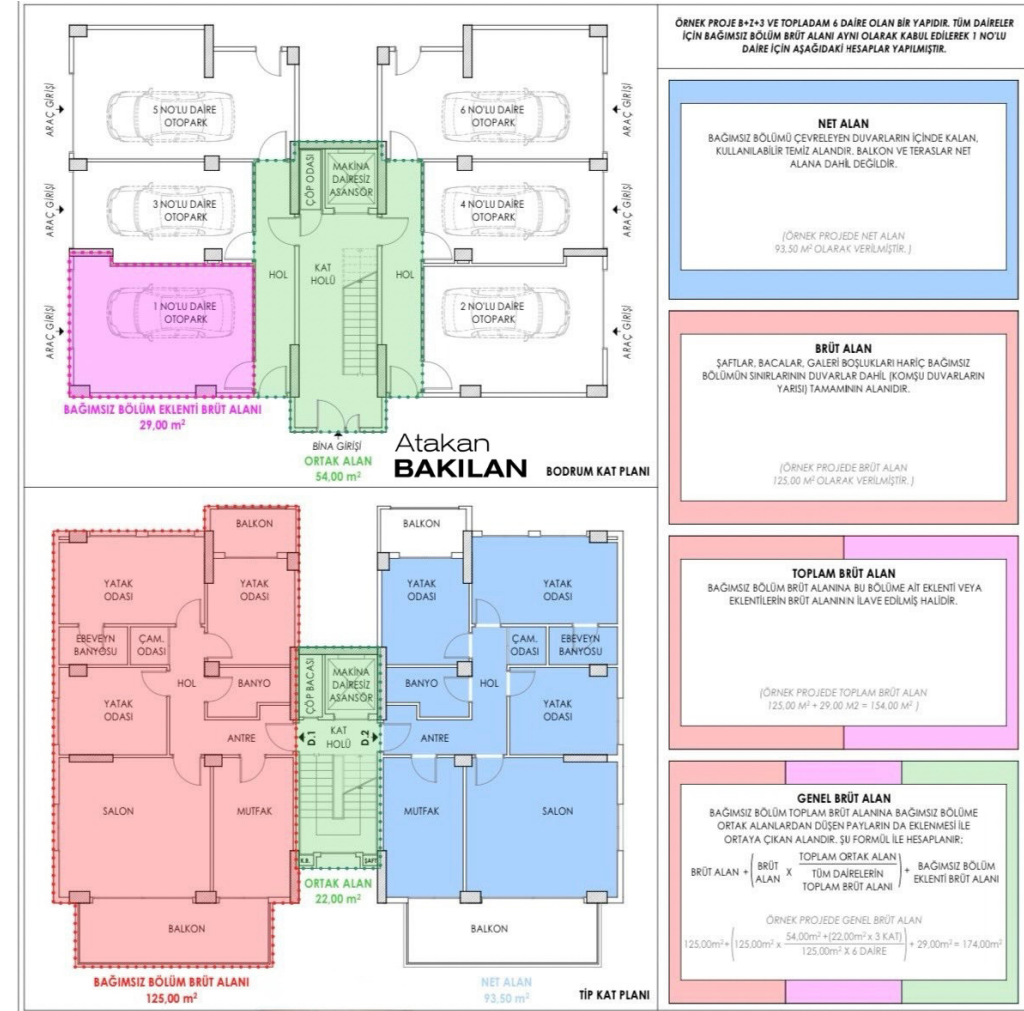 ÖRNEK PROJE B+Z+3 VE TOPLADAM 6 DAİRE OLAN BİR YAPIDIR. TÜM DAİRELER
İÇİN BAĞIMSIZ BÖLÜM BRÜT ALANI AYNI OLARAK KABUL EDİLEREK 1 NO'LU
DAİRE İÇİN AŞAĞIDAKİ HESAPLAR YAPILMIŞTIR.
ARAÇ GİRİŞİ
5 NO'LU DAİRE
OTOPARK
6 NO'LU DAİRE
OTOPARK
ARAÇ GİRİŞİ
ÇÖP ODASI
MAKİNA
DAİRESİZ
ASANSÖR
ARAÇ GİRİŞİ
3 NO'LU DAİRE
OTOPARK
4 NO'LU DAİRE
OTOPARK
ARAÇ GİRİŞİ
HOL
KAT
HOLÜ
HOL
ARAÇ GİRİŞİ
1 NO'LU DAİRE
OTOPARK
2 NO'LU DAİRE
OTOPARK
ARAÇ GİRİŞİ
BAĞIMSIZ BÖLÜM EKLENTİ BRÜT ALANI
29,00 m²
BİNA GİRİŞİ
ORTAK ALAN
54,00 m²
Atakan
BAKILAN
BODRUM KAT PLANI
BALKON
BALKON
YATAK
ODASI
YATAK
ODASI
YATAK
ODASI
YATAK
ODASI
EBEVEYN
BANYOSU
ÇAM.
ODASI
ÇAM.
ODASI
EBEVEYN
BANYOSU
HOL
BANYO
ÇÖP BACASI
MAKİNA
DAİRESİZ
ASANSÖR
BANYO
HOL
YATAK
ODASI
YATAK
ODASI
ANTRE
D.1
KAT
HOLÜ
D.2
ANTRE
SALON
MUTFAK
MUTFAK
SALON
K.B.
ŞAFT
ORTAK ALAN
22,00 m²
BALKON
BALKON
BAĞIMSIZ BÖLÜM BRÜT ALANI
125,00 m²
NET ALAN
93,50 m²
TİP KAT PLANI
NET ALAN
BAĞIMSIZ BÖLÜMÜ ÇEVRELEYEN DUVARLARIN İÇİNDE KALAN,
KULLANILABİLİR TEMİZ ALANDIR. BALKON VE TERASLAR NET
ALANA DAHİL DEĞİLDİR.
(ÖRNEK PROJEDE NET ALAN
93,50 M² OLARAK VERİLMİŞTİR. )
BRÜT ALAN
ŞAFTLAR, BACALAR, GALERİ BOŞLUKLARI HARİÇ BAĞIMSIZ
BÖLÜMÜN SINIRLARININ DUVARLAR DAHİL (KOMŞU DUVARLARIN
YARISI) TAMAMININ ALANIDIR.
(ÖRNEK PROJEDE BRÜT ALAN
125,00 M² OLARAK VERİLMİŞTİR. )
TOPLAM BRÜT ALAN
BAĞIMSIZ BÖLÜM BRÜT ALANINA BU BÖLÜME AİT EKLENTİ VEYA
EKLENTİLERİN BRÜT ALANININ İLAVE EDİLMİŞ HALİDİR.
(ÖRNEK PROJEDE TOPLAM BRÜT ALAN
125,00 M² + 29,00 M2 = 154,00 M² )
GENEL BRÜT ALAN
BAĞIMSIZ BÖLÜM TOPLAM BRÜT ALANINA BAĞIMSIZ BÖLÜME
ORTAK ALANLARDAN DÜŞEN PAYLARIN DA EKLENMESİ İLE
ORTAYA ÇIKAN ALANDIR. ŞU FORMÜL İLE HESAPLANIR;
BRÜT ALAN + ( BRÜT ALAN X TOPLAM ORTAK ALAN / TÜM DAİRELERİN TOPLAM BRÜT ALANI ) + BAĞIMSIZ BÖLÜM EKLENTİ BRÜT ALANI
ÖRNEK PROJEDE GENEL BRÜT ALAN
125,00m² + ( 125,00m² x 54,00m² +(22,00m² x 3 KAT) / 125,00m² X 6 DAİRE ) + 29,00m² = 174,00m²